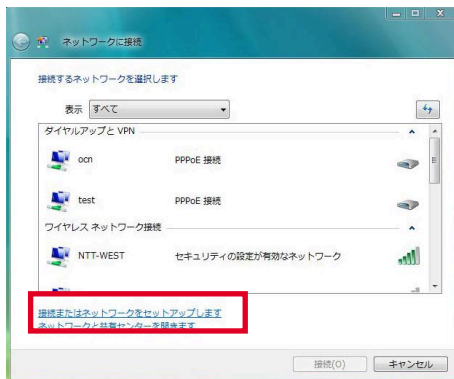 ネットワークに接続
接続するネットワークを選択します
表示 すべて
ダイヤルアップと VPN
ocn PPPoE 接続
test PPPoE 接続
ワイヤレス ネットワーク接続
NTT-WEST セキュリティの設定が有効なネットワーク
接続またはネットワークをセットアップします
ネットワークと共有センターを開きます
接続(O) キャンセル